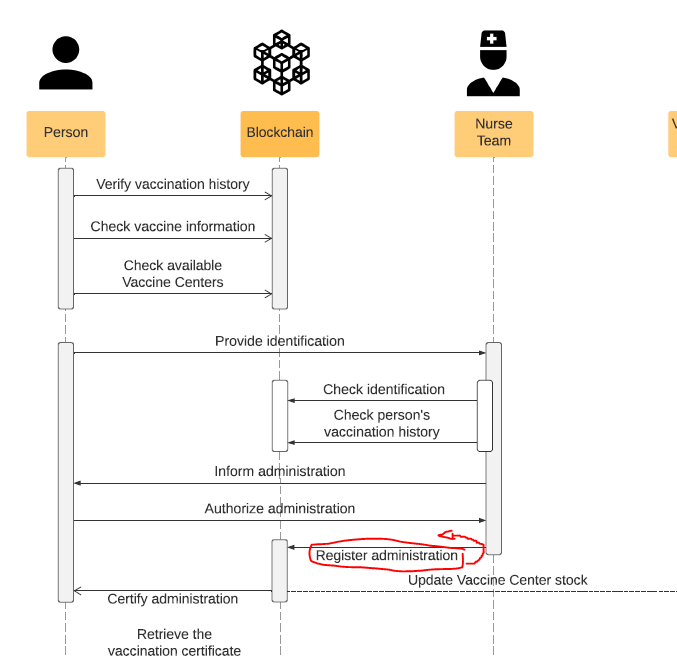 Person
Blockchain
Nurse
Team
V
Verify vaccination history
Check vaccine information
Check available
Vaccine Centers
Provide identification
Check identification
Check person's
vaccination history
Inform administration
Authorize administration
Register administration
Update Vaccine Center stock
Certify administration
Retrieve the
vaccination certificate